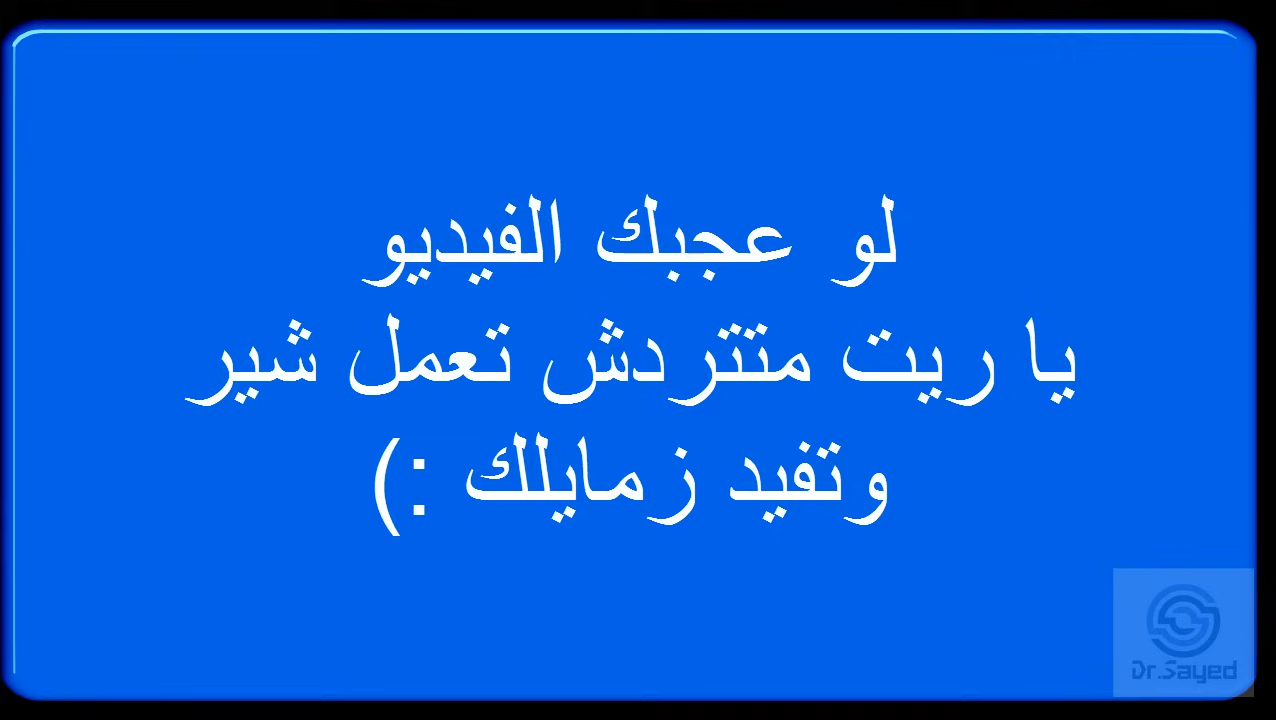 لو عجبك الفيديو
يا ريت متتردش تعمل شير
وتفيد زمايلك :)
Dr.Sayed